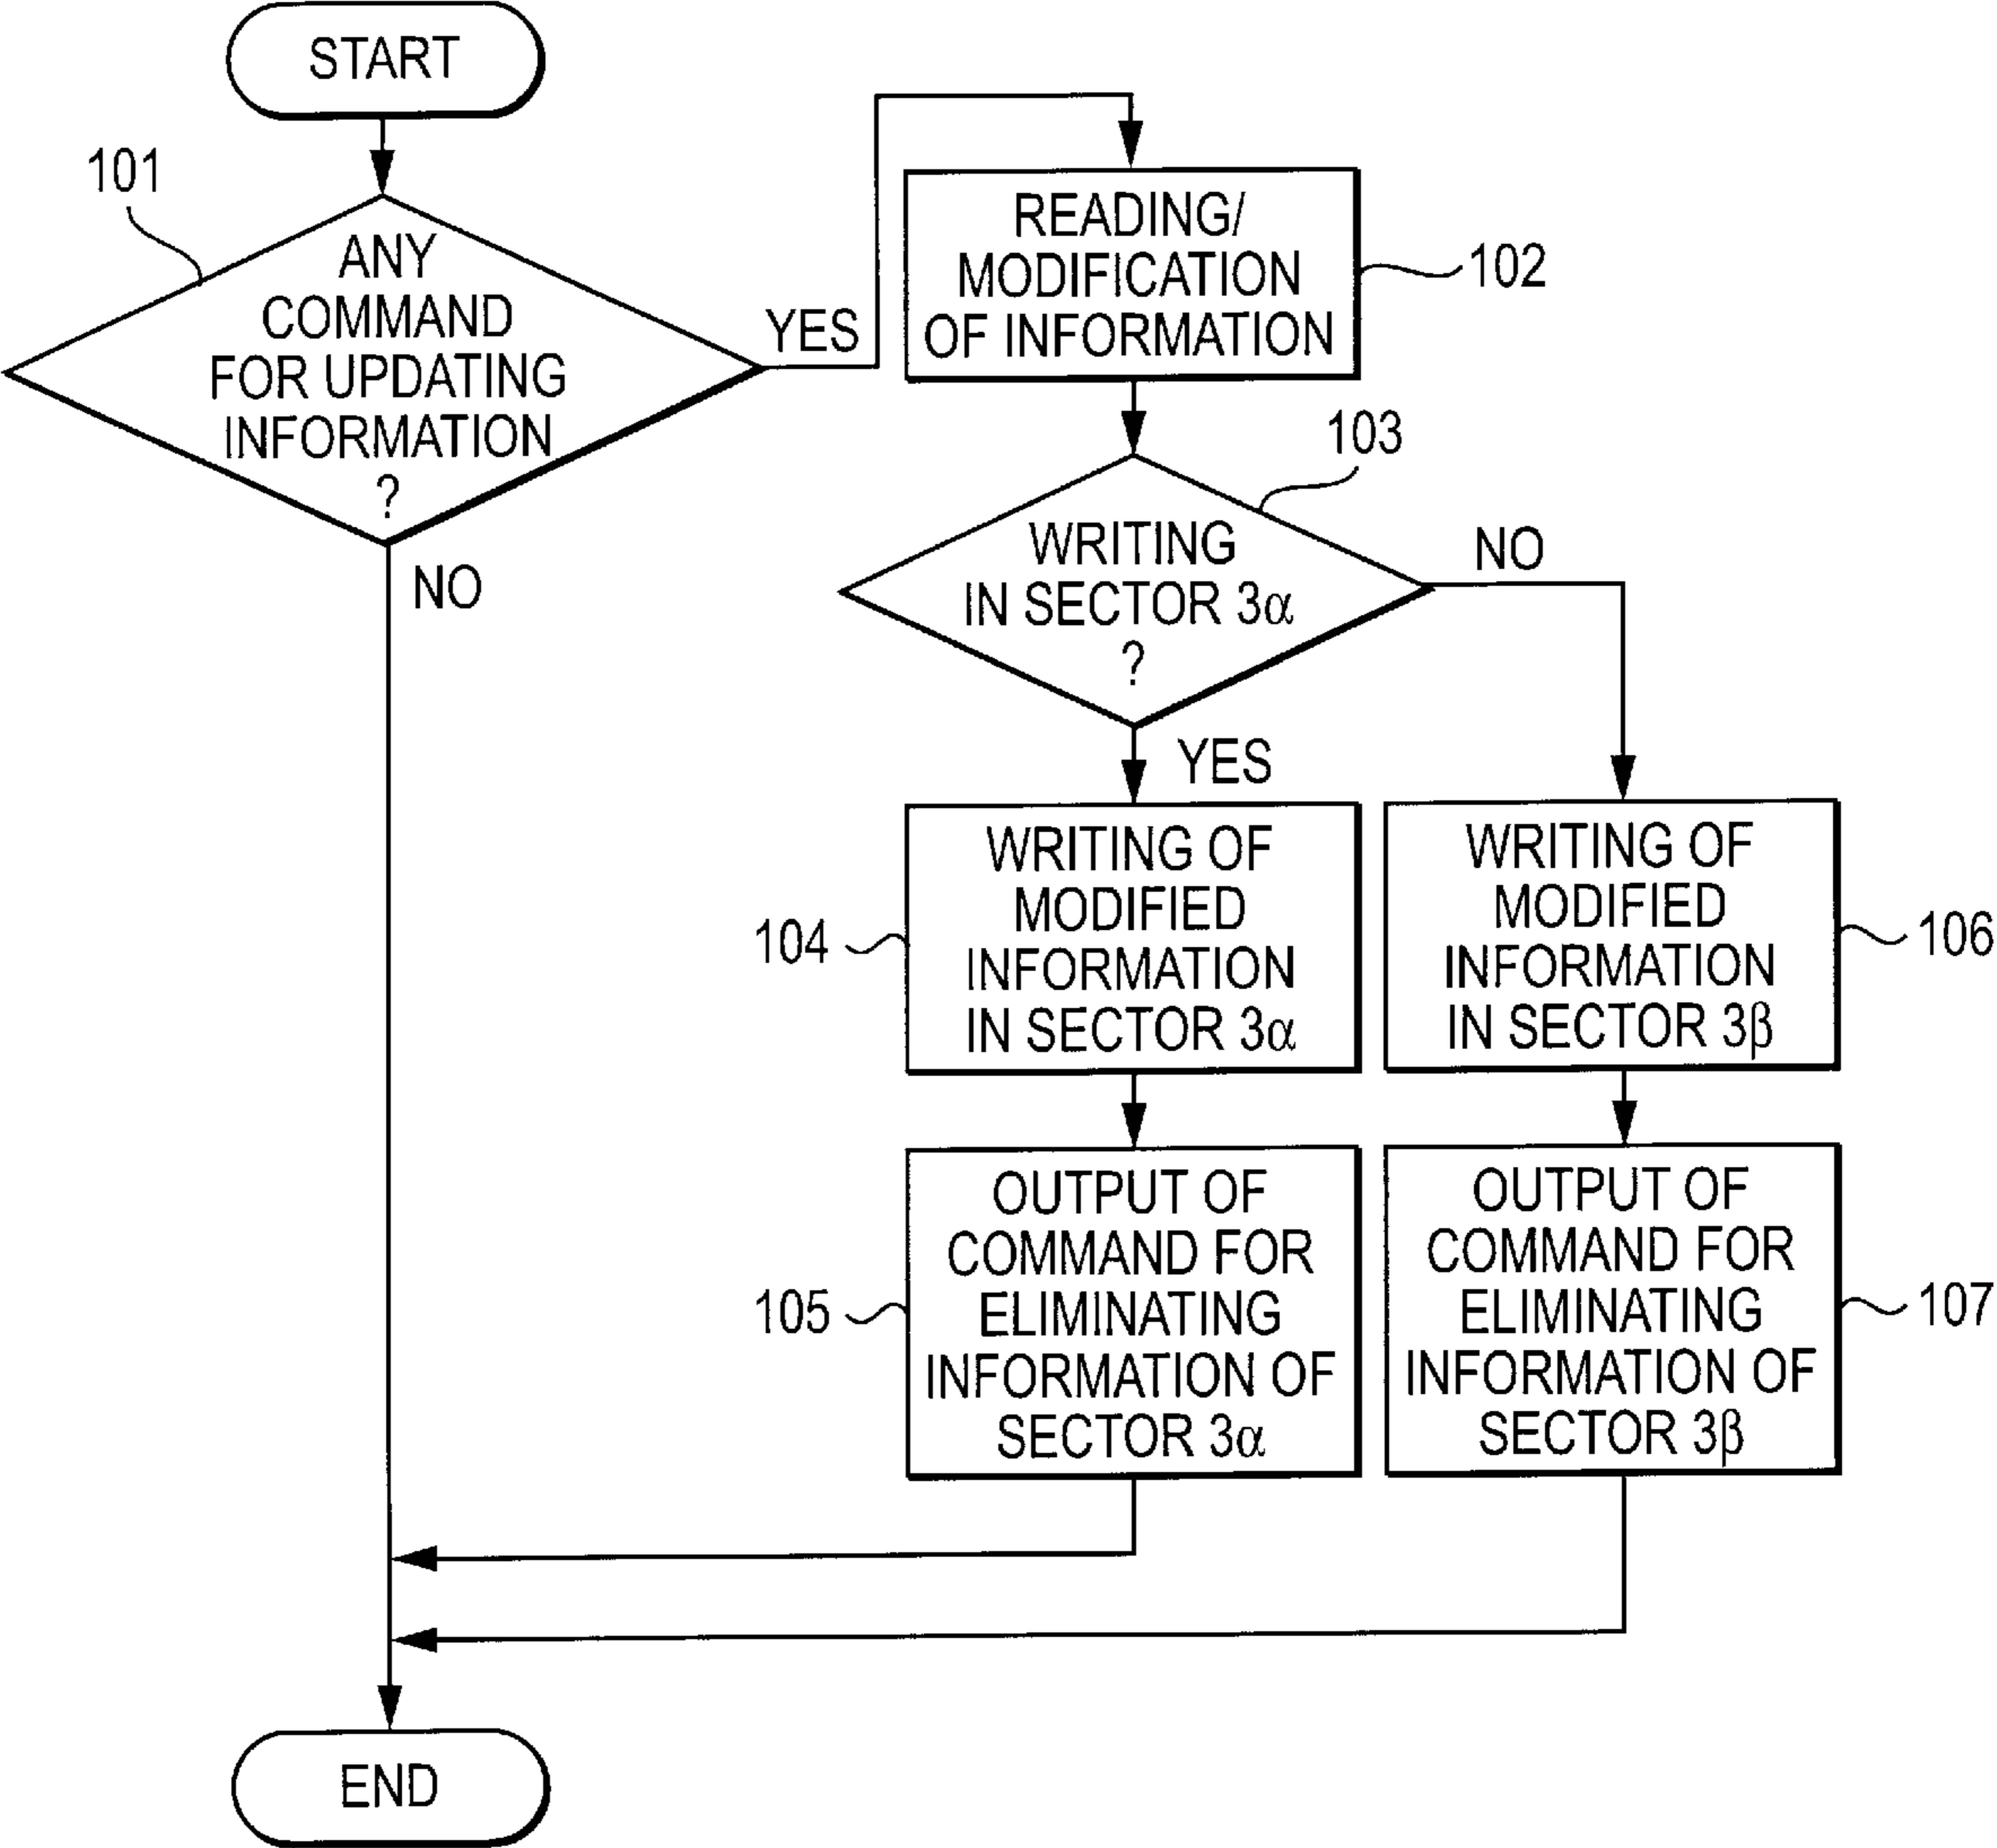 START
101
ANY
COMMAND
FOR UPDATING
INFORMATION
?
YES
NO
READING/
MODIFICATION
OF INFORMATION
102
103
WRITING
IN SECTOR 3α
?
NO
YES
WRITING OF
MODIFIED
INFORMATION
IN SECTOR 3α
104
WRITING OF
MODIFIED
INFORMATION
IN SECTOR 3β
106
OUTPUT OF
COMMAND FOR
ELIMINATING
INFORMATION OF
SECTOR 3α
105
OUTPUT OF
COMMAND FOR
ELIMINATING
INFORMATION OF
SECTOR 3β
107
END